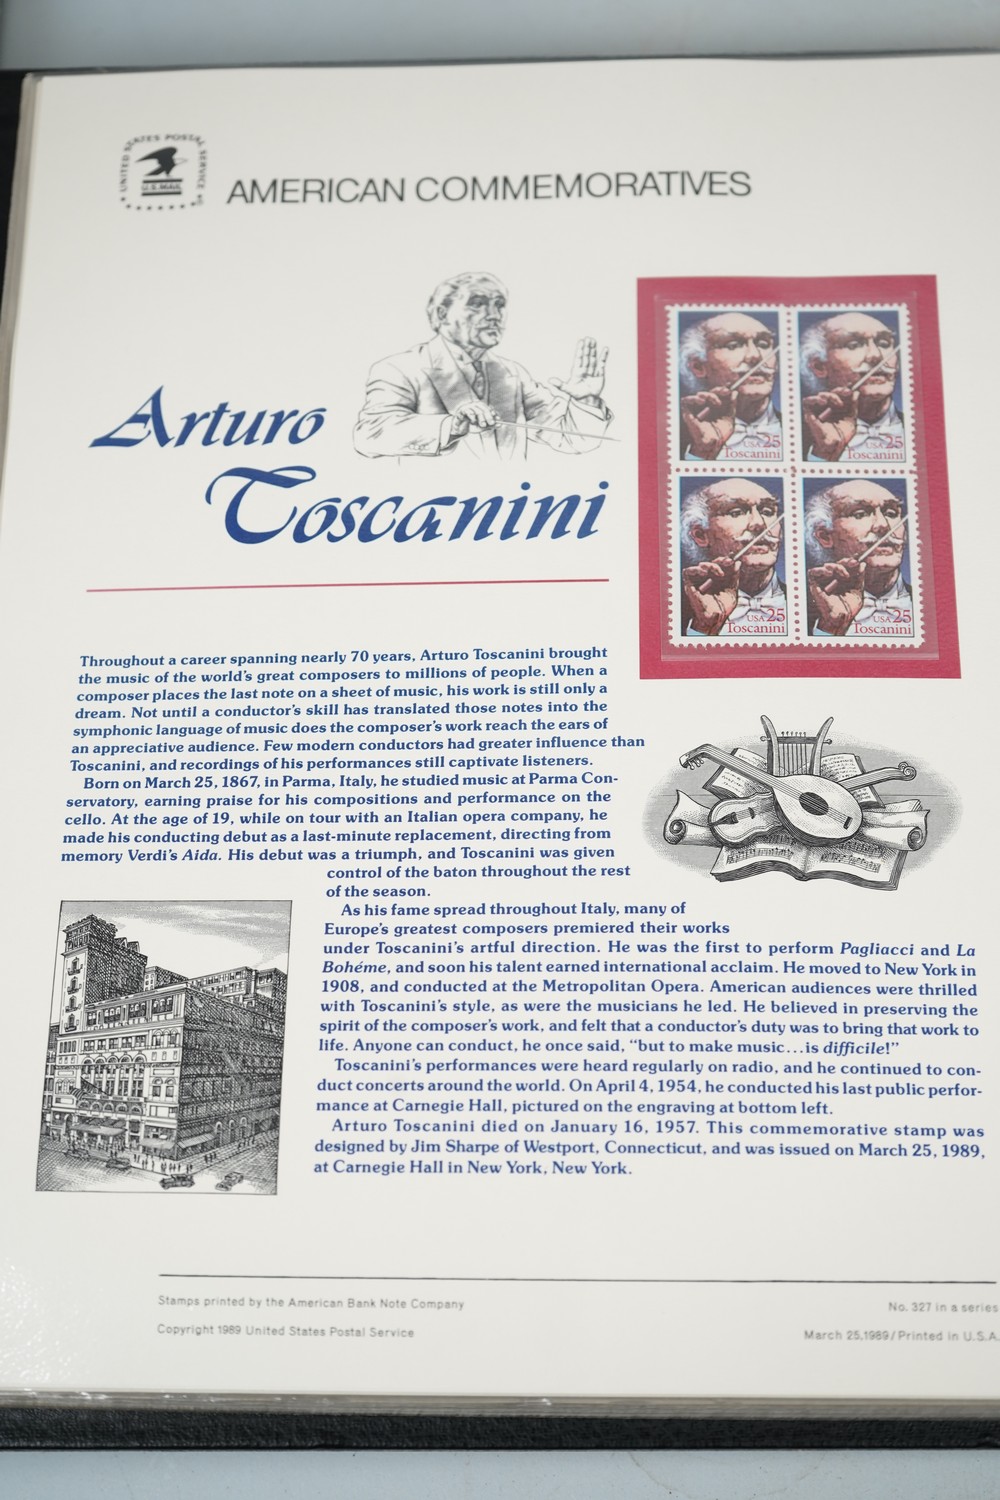 UNITED STATES POSTAL SERVICE
U.S.MAIL
AMERICAN COMMEMORATIVES
Arturo
Toscanini
USA 25
Toscanini
USA 25
Toscanini
USA 25
Toscanini
USA 25
Toscanini
Throughout a career spanning nearly 70 years, Arturo Toscanini brought
the music of the world's great composers to millions of people. When a
composer places the last note on a sheet of music, his work is still only a
dream. Not until a conductor's skill has translated those notes into the
symphonic language of music does the composer's work reach the ears of
an appreciative audience. Few modern conductors had greater influence than
Toscanini, and recordings of his performances still captivate listeners.
Born on March 25, 1867, in Parma, Italy, he studied music at Parma Con-
servatory, earning praise for his compositions and performance on the
cello. At the age of 19, while on tour with an Italian opera company, he
made his conducting debut as a last-minute replacement, directing from
memory Verdi's Aida. His debut was a triumph, and Toscanini was given
control of the baton throughout the rest
of the season.
As his fame spread throughout Italy, many of
Europe's greatest composers premiered their works
under Toscanini's artful direction. He was the first to perform Pagliacci and La
Bohéme, and soon his talent earned international acclaim. He moved to New York in
1908, and conducted at the Metropolitan Opera. American audiences were thrilled
with Toscanini's style, as were the musicians he led. He believed in preserving the
spirit of the composer's work, and felt that a conductor's duty was to bring that work to
life. Anyone can conduct, he once said, "but to make music...is difficile!"
Toscanini's performances were heard regularly on radio, and he continued to con-
duct concerts around the world. On April 4, 1954, he conducted his last public perfor-
mance at Carnegie Hall, pictured on the engraving at bottom left.
Arturo Toscanini died on January 16, 1957. This commemorative stamp was
designed by Jim Sharpe of Westport, Connecticut, and was issued on March 25, 1989,
at Carnegie Hall in New York, New York.
Stamps printed by the American Bank Note Company
No. 327 in a series
Copyright 1989 United States Postal Service
March 25,1989/Printed in U.S.A.